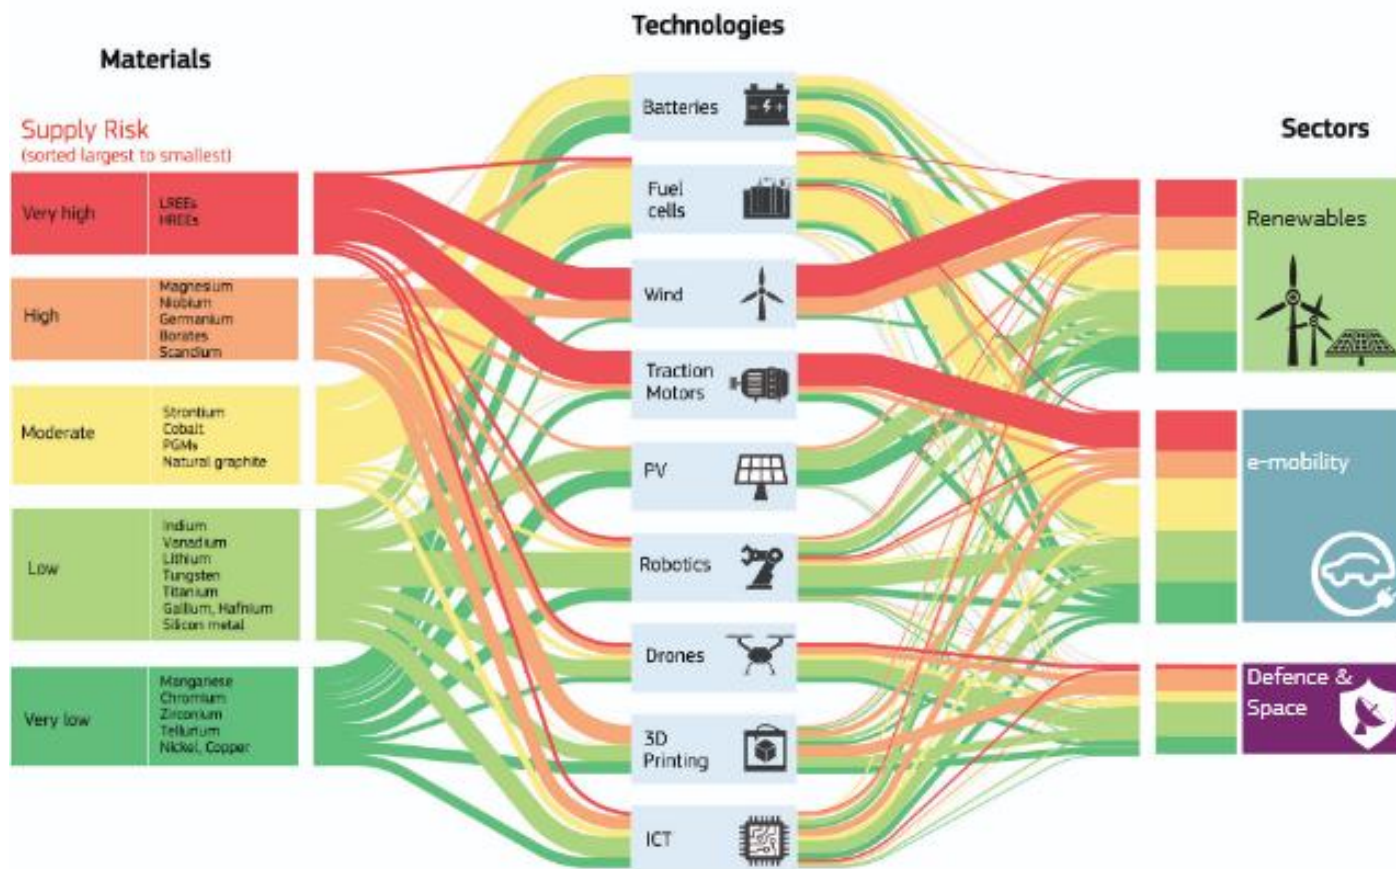 Technologies
Materials
Supply Risk
(sorted largest to smallest)
Very high
LREEs
HREEs
High
Magnesium
Niobium
Germanium
Borates
Scandium
Moderate
Strontium
Cobalt
PGMs
Natural graphite
Low
Indium
Vanadium
Lithium
Tungsten
Titanium
Gallium, Hafnium
Silicon metal
Very low
Manganese
Chromium
Zirconium
Tellurium
Nickel, Copper
Batteries
Fuel
cells
Wind
Traction
Motors
PV
Robotics
Drones
3D
Printing
ICT
Sectors
Renewables
e-mobility
Defence &
Space